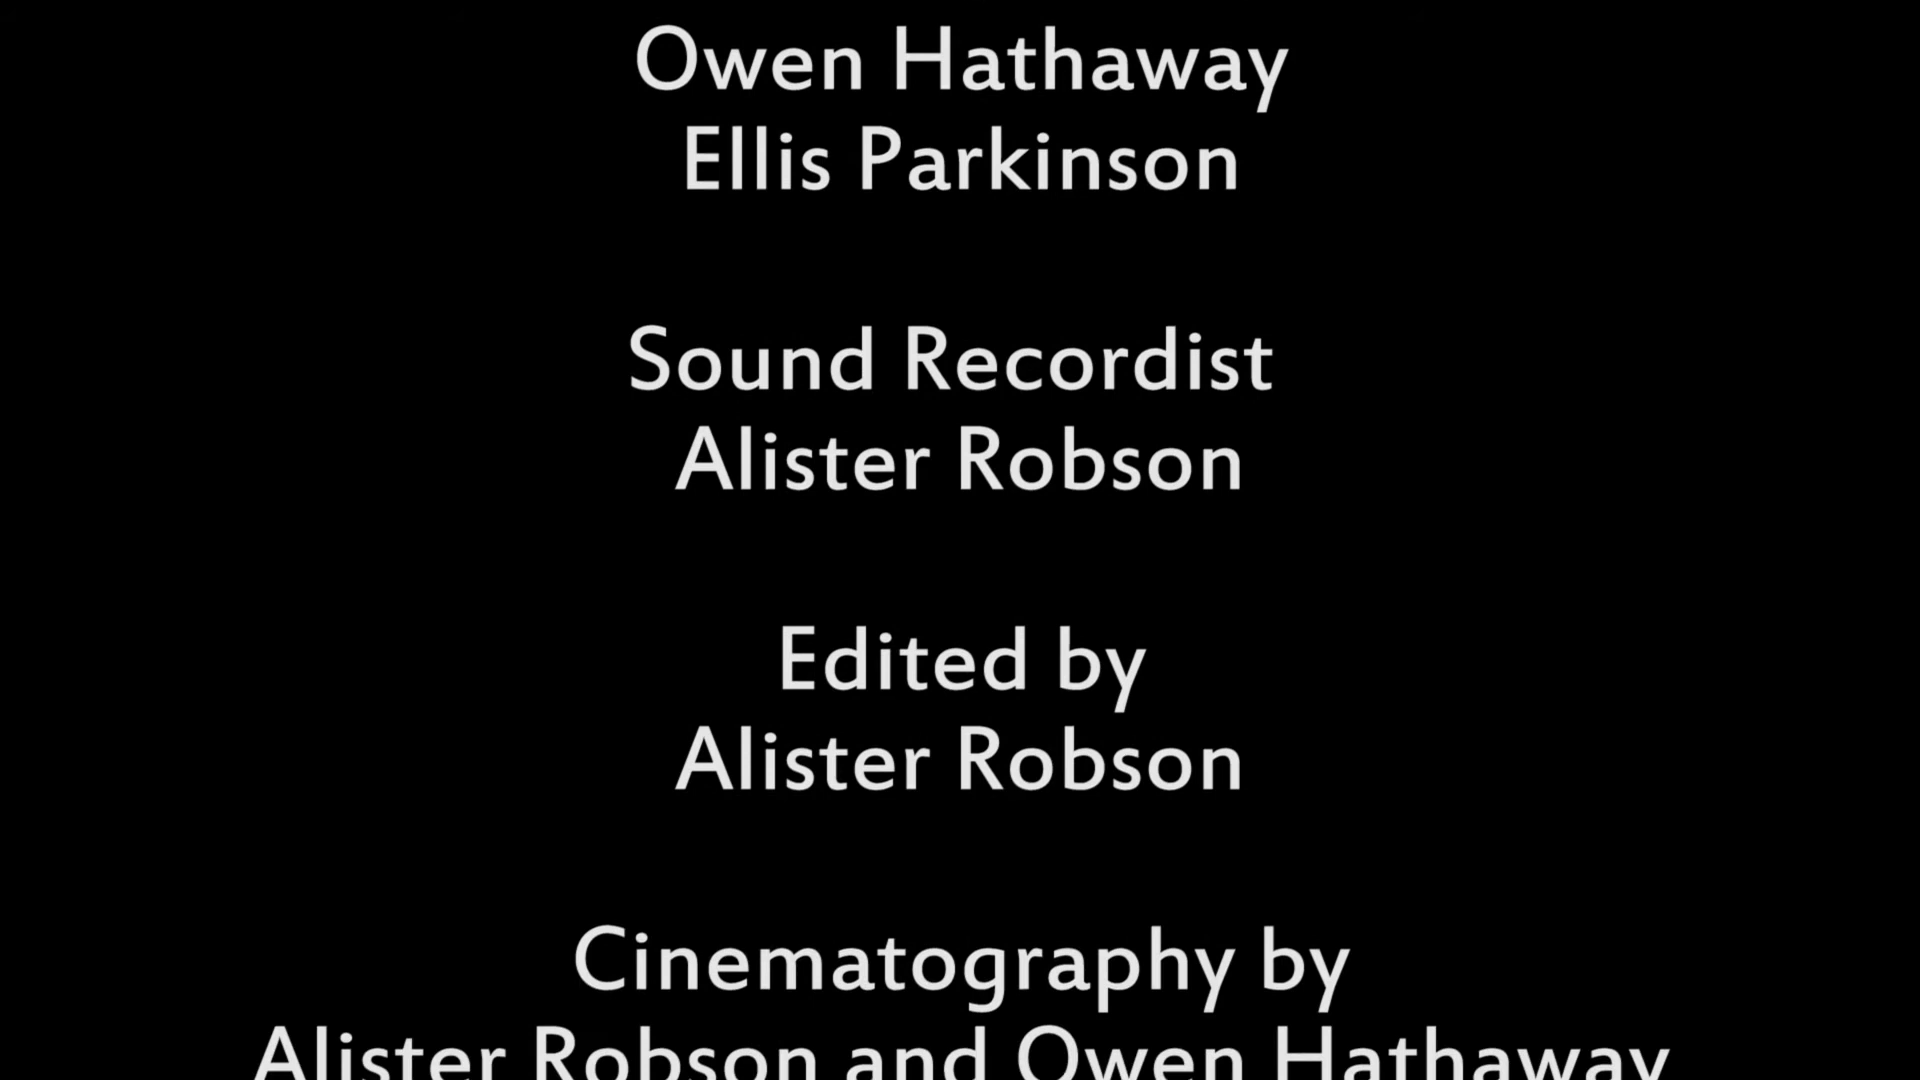 Owen Hathaway
Ellis Parkinson
Sound Recordist
Alister Robson
Edited by
Alister Robson
Cinematography by
Alister Robson and Owen Hathaway